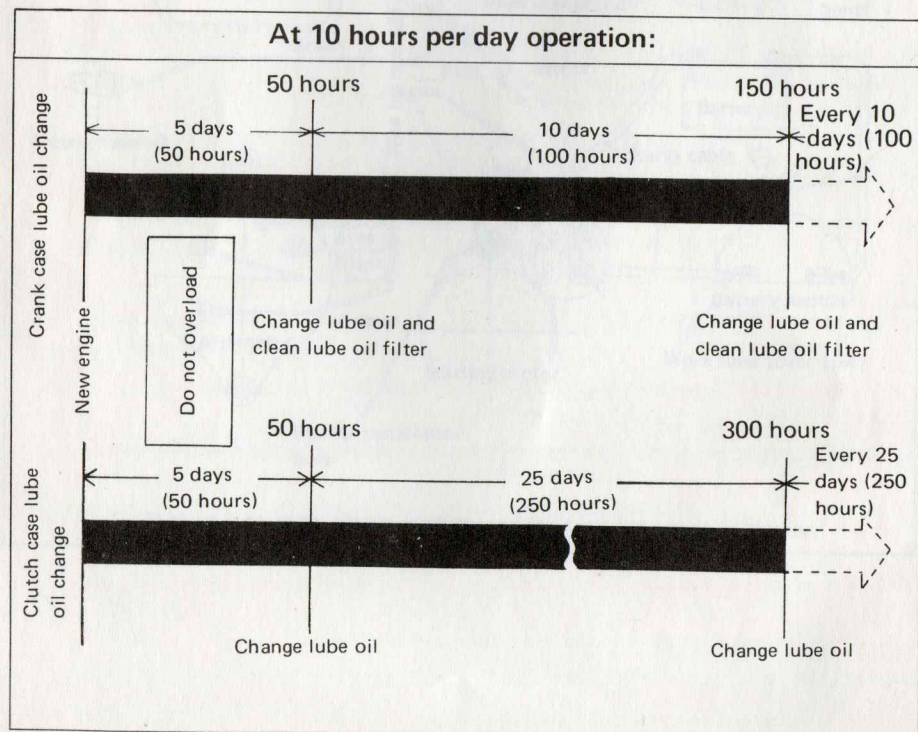 At 10 hours per day operation:
Crank case lube oil change
50 hours
150 hours
5 days
(50 hours)
10 days
(100 hours)
Every 10
days (100
hours)
New engine
Do not overload
Change lube oil and
clean lube oil filter
Change lube oil and
clean lube oil filter
Clutch case lube
oil change
50 hours
300 hours
5 days
(50 hours)
25 days
(250 hours)
Every 25
days (250
hours)
Change lube oil
Change lube oil